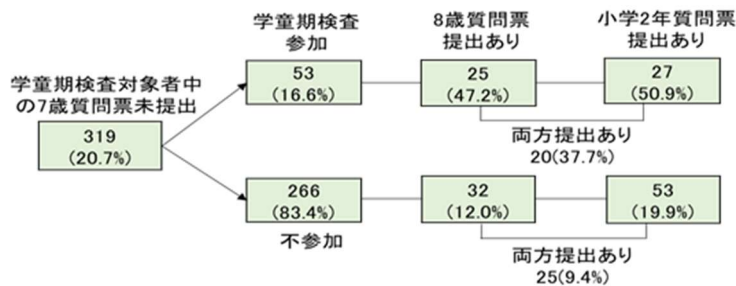 学童期検査対象者中
の7歳質問票未提出
319
(20.7%)
学童期検査
参加
53
(16.6%)
8歳質問票
提出あり
25
(47.2%)
小学2年質問票
提出あり
27
(50.9%)
両方提出あり
20(37.7%)
266
(83.4%)
不参加
32
(12.0%)
53
(19.9%)
両方提出あり
25(9.4%)